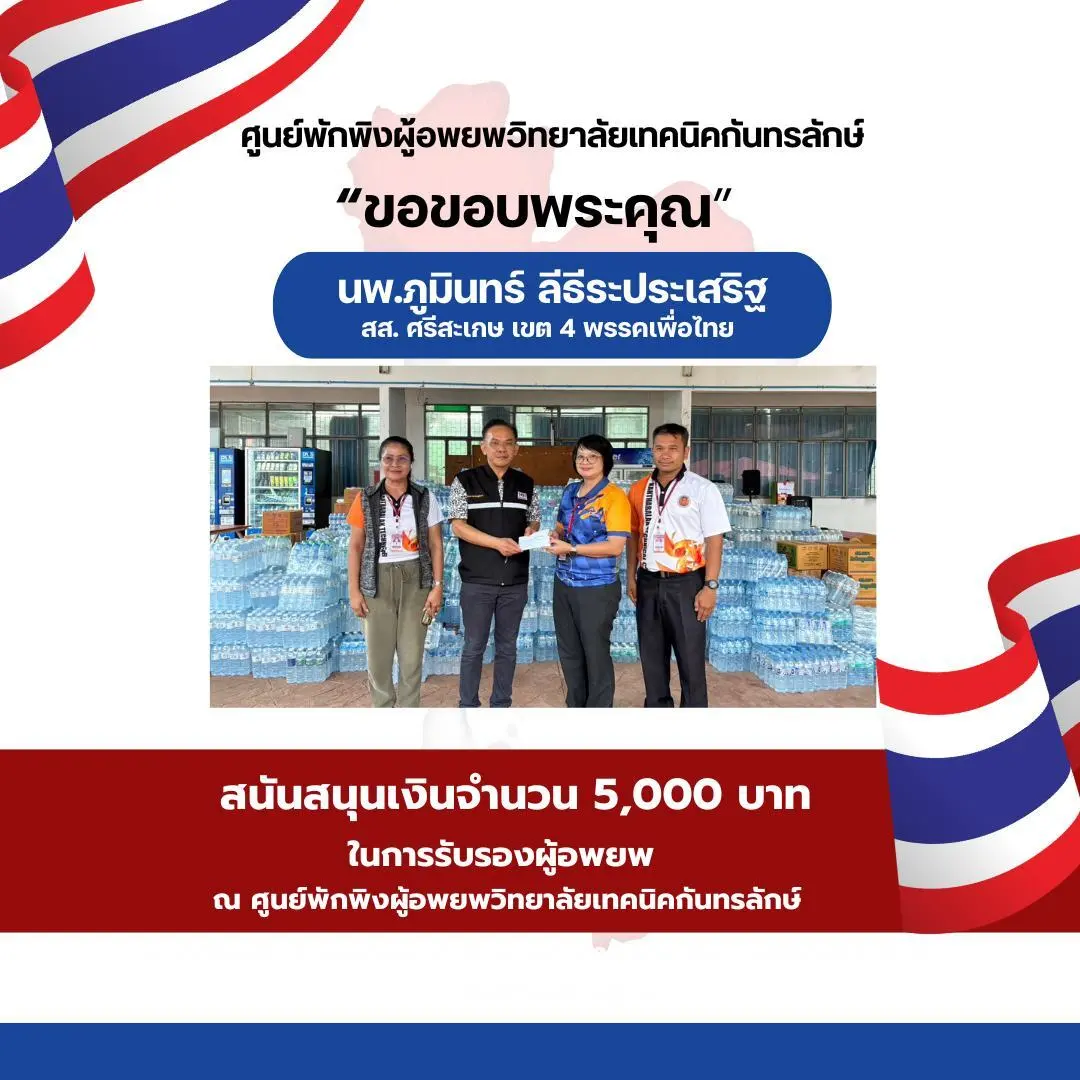 ศูนย์พักพิงผู้อพยพวิทยาลัยเทคนิคกันทรลักษ์
“ขอขอบพระคุณ”
นพ.ภูมินทร์ ลีธีระประเสริฐ
สส. ศรีสะเกษ เขต 4 พรรคเพื่อไทย
สนันสนุนเงินจำนวน 5,000 บาท
ในการรับรองผู้อพยพ
ณ ศูนย์พักพิงผู้อพยพวิทยาลัยเทคนิคกันทรลักษ์